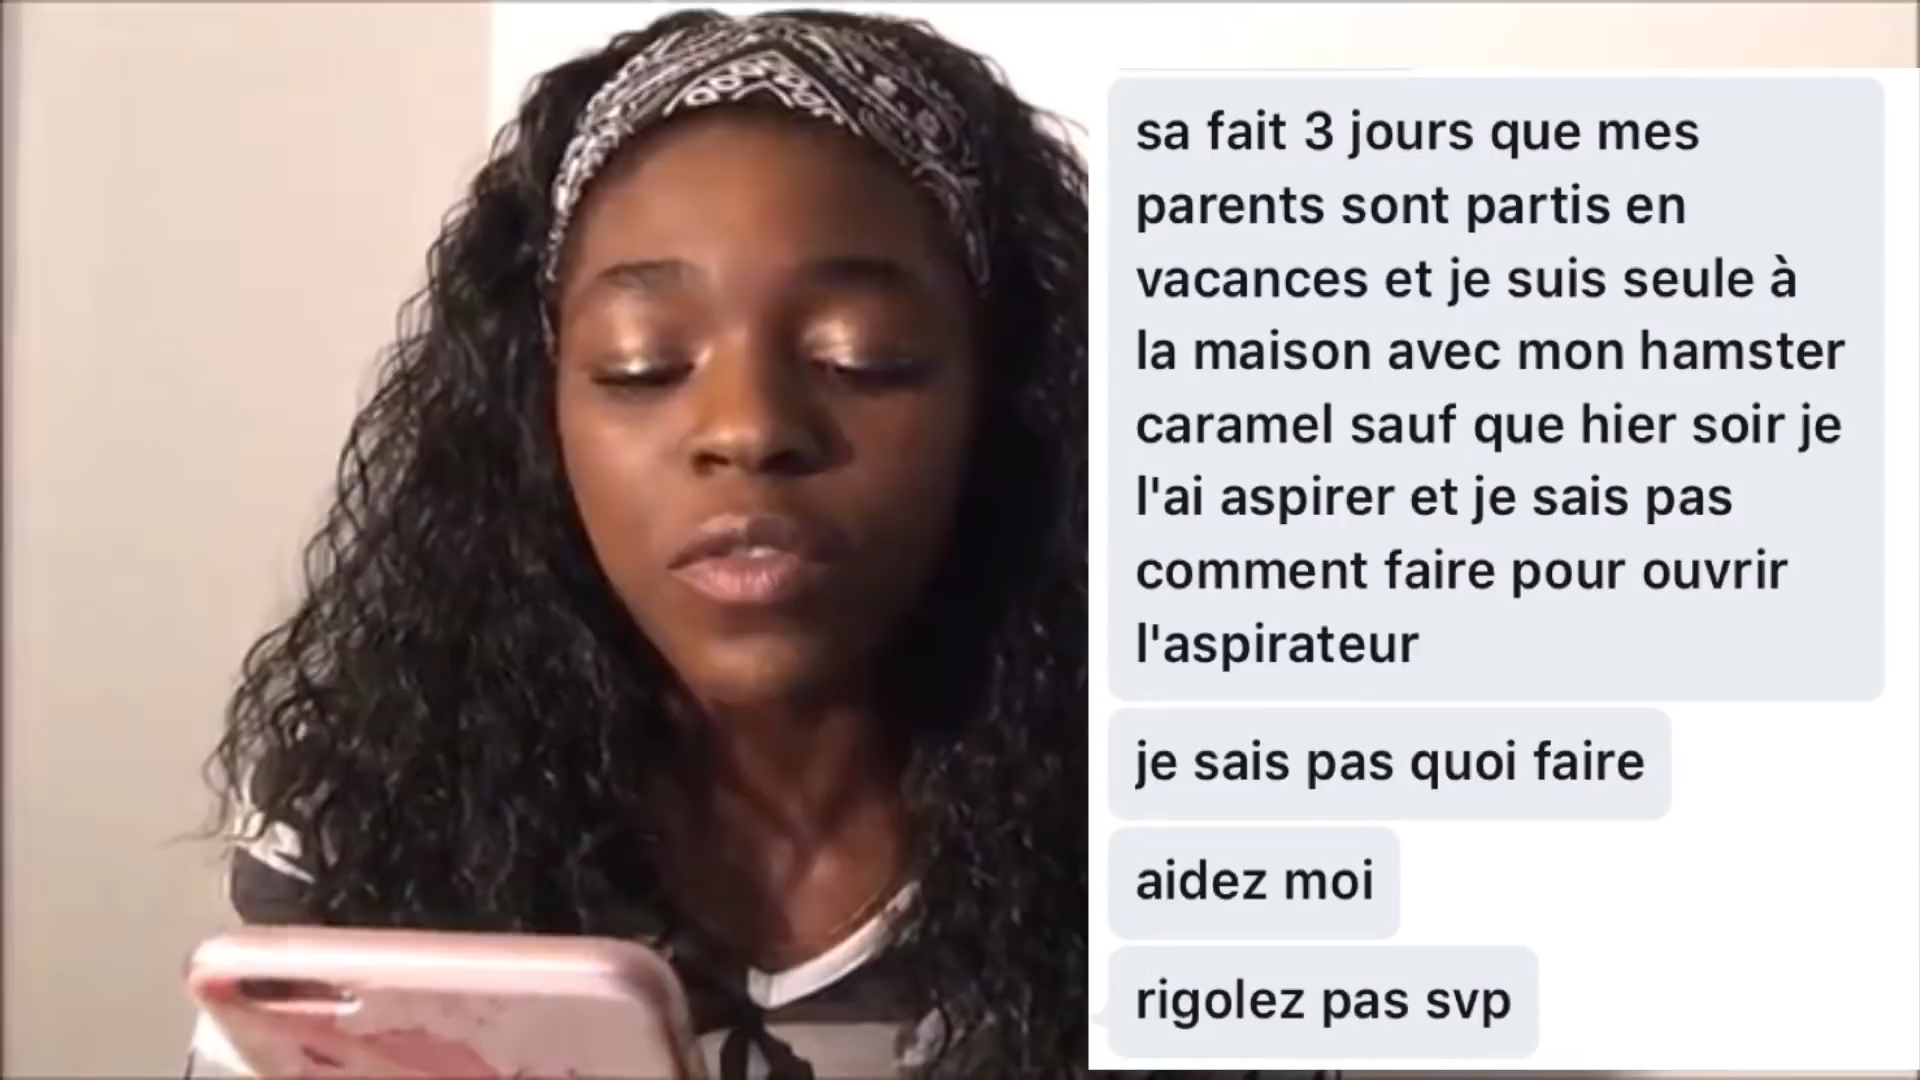 sa fait 3 jours que mes
parents sont partis en
vacances et je suis seule à
la maison avec mon hamster
caramel sauf que hier soir je
l'ai aspirer et je sais pas
comment faire pour ouvrir
l'aspirateur
je sais pas quoi faire
aidez moi
rigolez pas svp